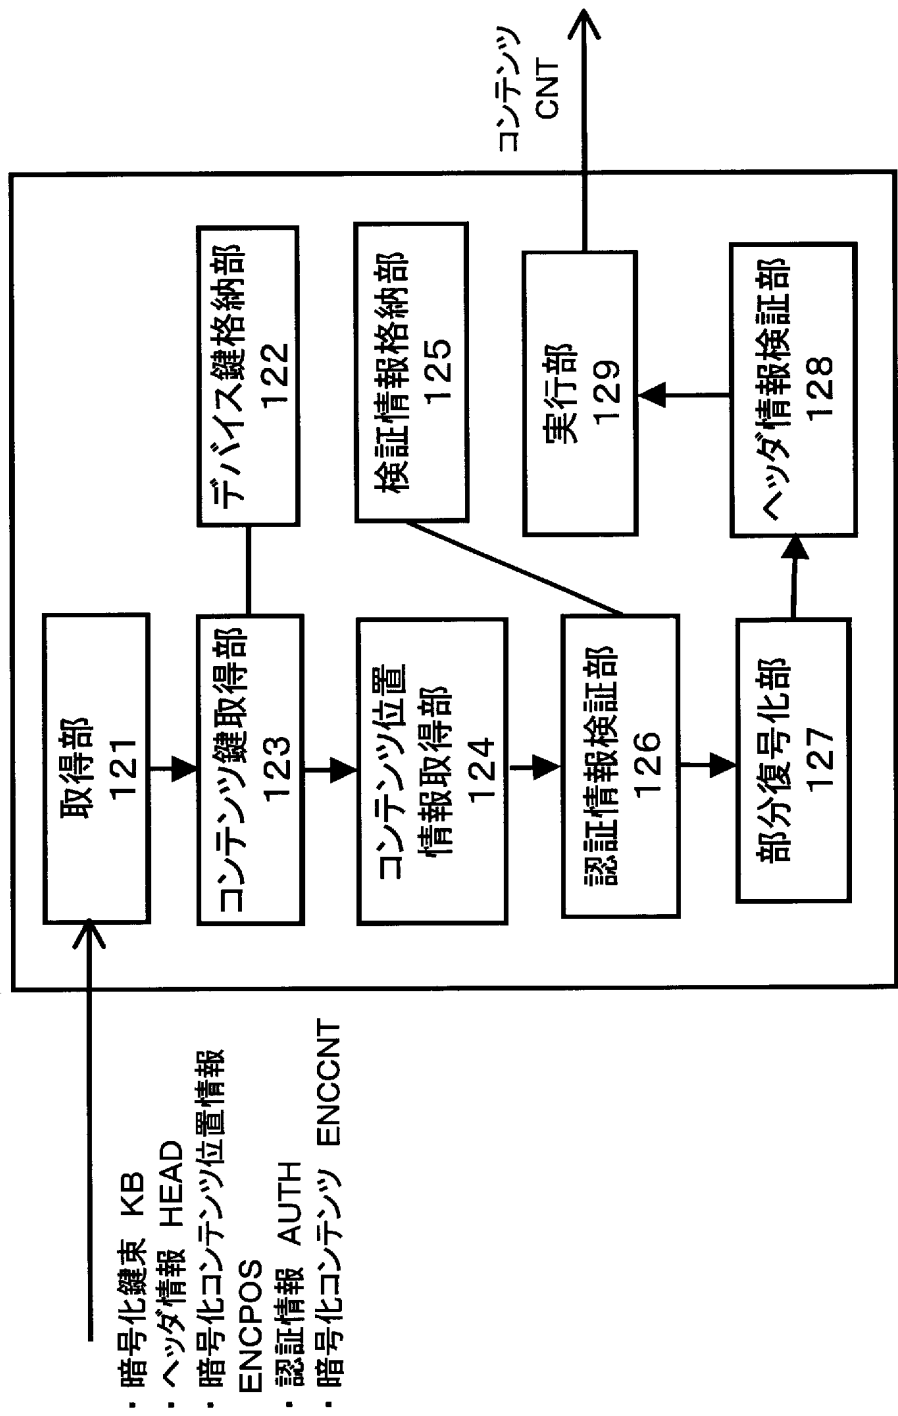 ・暗号化鍵束 KB
・ヘッダ情報 HEAD
・暗号化コンテンツ位置情報
ENCPOS
・認証情報 AUTH
・暗号化コンテンツ ENCCNT
取得部
121
コンテンツ鍵取得部
123
コンテンツ位置
情報取得部
124
認証情報検証部
126
部分復号化部
127
デバイス鍵格納部
122
検証情報格納部
125
実行部
129
ヘッダ情報検証部
128
コンテンツ
CNT